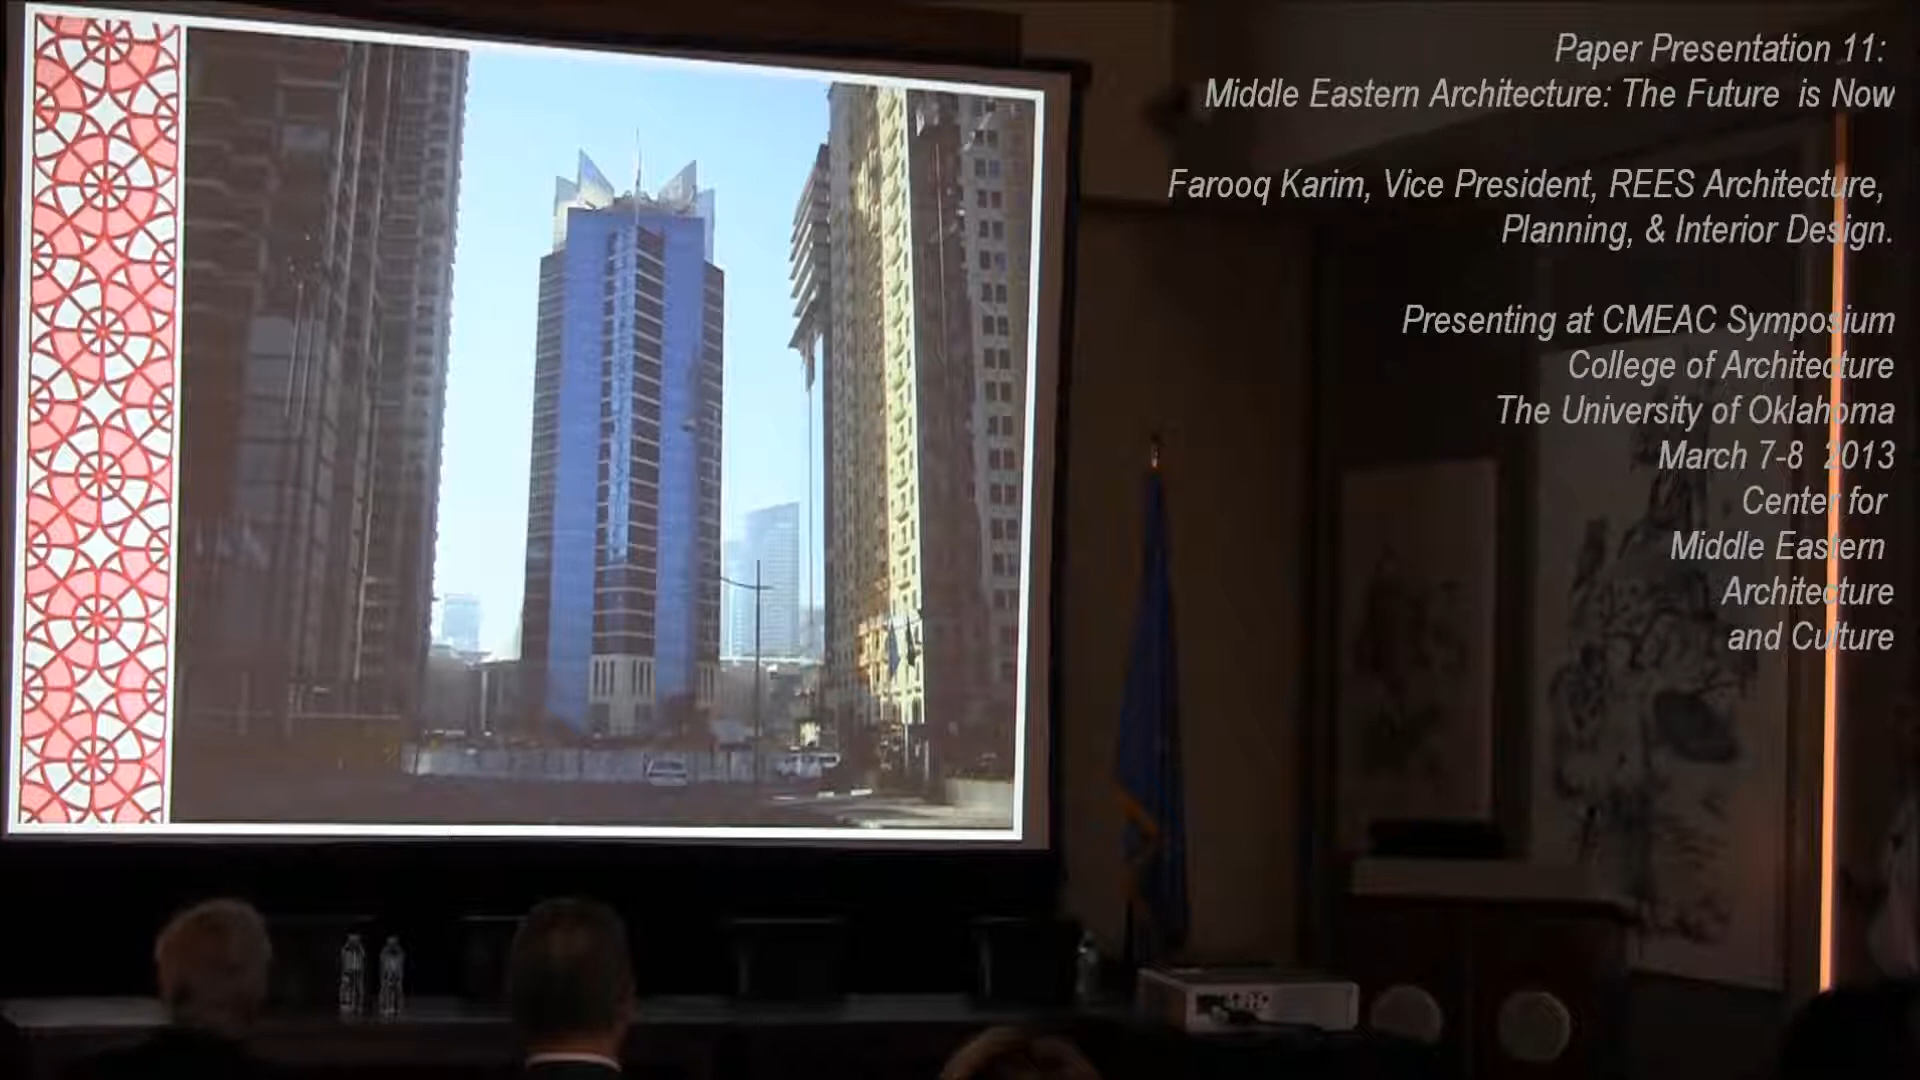 Paper Presentation 11:
Middle Eastern Architecture: The Future is Now
Farooq Karim, Vice President, REES Architecture,
Planning, & Interior Design.
Presenting at CMEAC Symposium
College of Architecture
The University of Oklahoma
March 7-8 2013
Center for
Middle Eastern
Architecture
and Culture